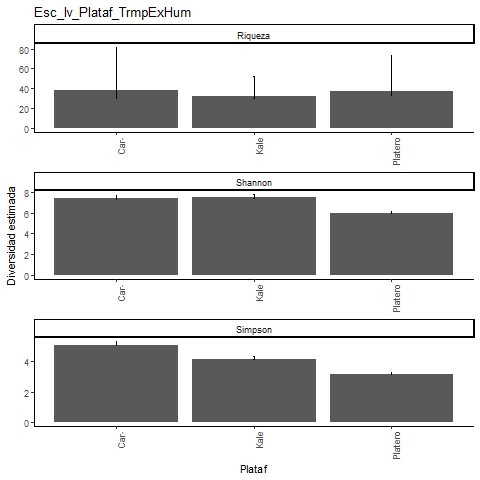 Esc_lv_Plataf_TrmpExHum
Riqueza
80
60
40
20
0
Car-
Kale
Platero
Diversidad estimada
Shannon
8
6
4
2
0
Car-
Kale
Platero
Simpson
4
2
0
Car-
Kale
Platero
Plataf